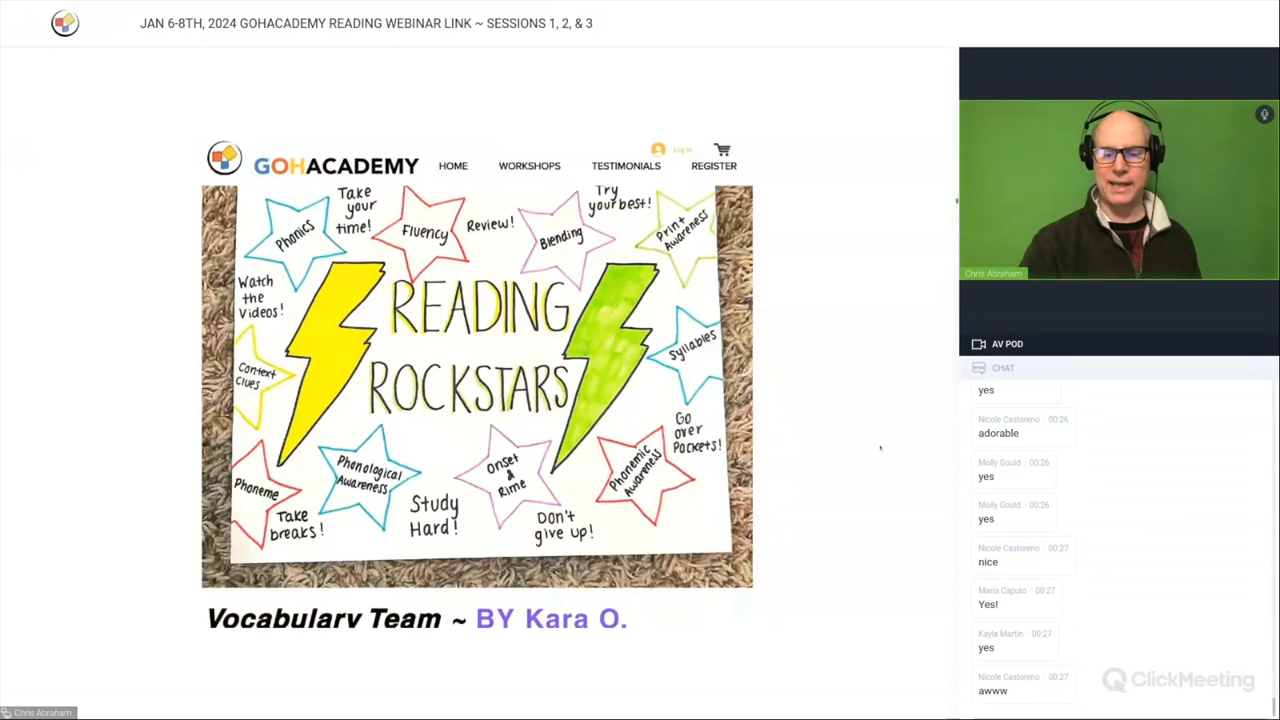 JAN 6-8TH, 2024 GOHACADEMY READING WEBINAR LINK ~ SESSIONS 1, 2, & 3
GOHACADEMY
HOME
WORKSHOPS
TESTIMONIALS
REGISTER
Log In
Phonics
Take
your
time!
Fluency
Review!
Blending
Try
your best!
Print
Awareness
Watch
the
Videos!
READING
ROCKSTARS
Syllables
Context
Clues
Go
over
Packets!
Phoneme
Phonological
Awareness
Onset
&
Rime
Phonemic
Awareness
Take
breaks!
Study
Hard!
Don't
give up!
Vocabulary Team ~ BY Kara O.
Chris Abraham
AV POD
CHAT
yes
Nicole Castoreno 00:26
adorable
Molly Gould 00:26
yes
Molly Gould 00:26
yes
Nicole Castoreno 00:27
nice
Maria Caputo 00:27
Yes!
Kayla Martin 00:27
yes
Nicole Castoreno 00:27
awww
ClickMeeting
Chris Abraham